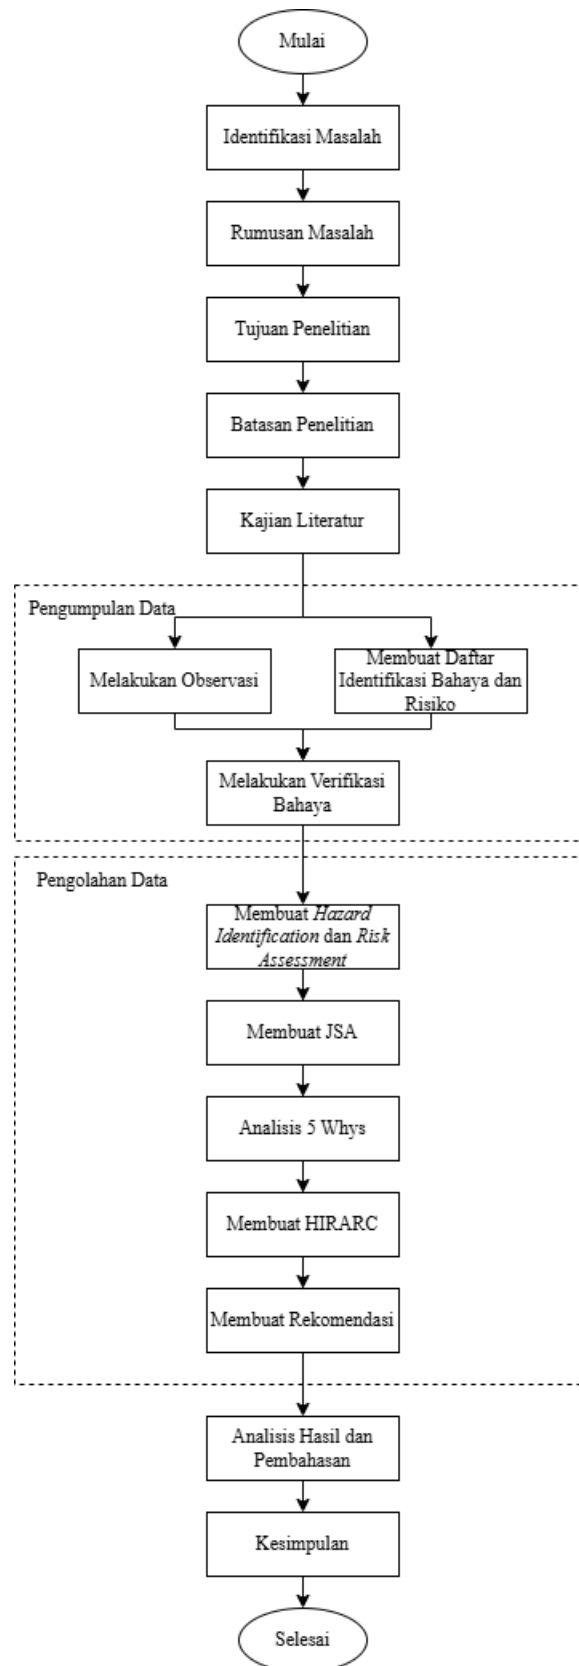 Mulai
Identifikasi Masalah
Rumusan Masalah
Tujuan Penelitian
Batasan Penelitian
Kajian Literatur
Pengumpulan Data
Melakukan Observasi
Membuat Daftar
Identifikasi Bahaya dan
Risiko
Melakukan Verifikasi
Bahaya
Pengolahan Data
Membuat Hazard
Identification dan Risk
Assessment
Membuat JSA
Analisis 5 Whys
Membuat HIRARC
Membuat Rekomendasi
Analisis Hasil dan
Pembahasan
Kesimpulan
Selesai